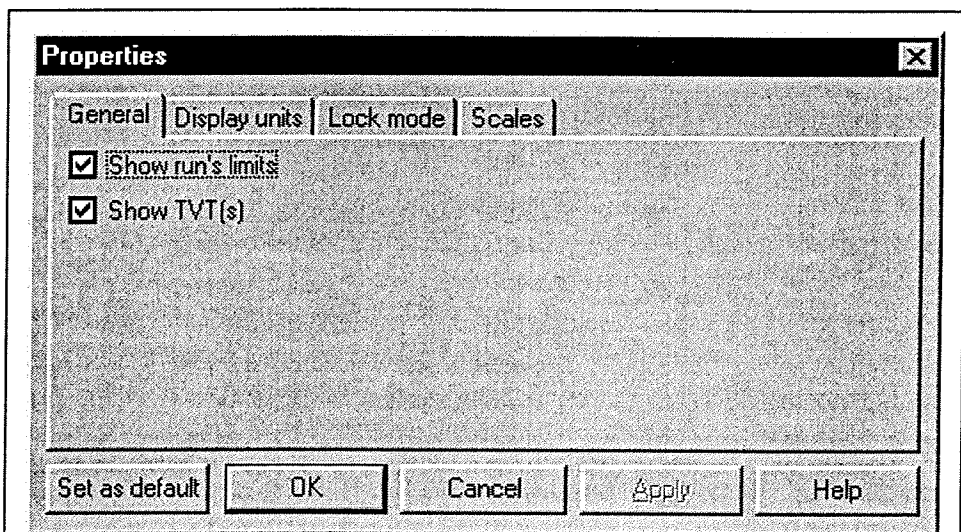 Properties
General Display units Lock mode Scales
Show run's limits
Show TVT(s)
Set as default OK Cancel Apply Help